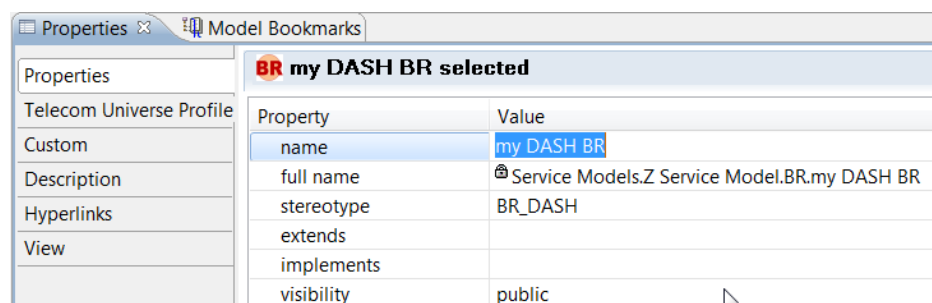 Properties Model Bookmarks
BR my DASH BR selected
Properties
Telecom Universe Profile
Custom
Description
Hyperlinks
View
Property Value
name my DASH BR
full name Service Models.Z Service Model.BR.my DASH BR
stereotype BR_DASH
extends
implements
visibility public